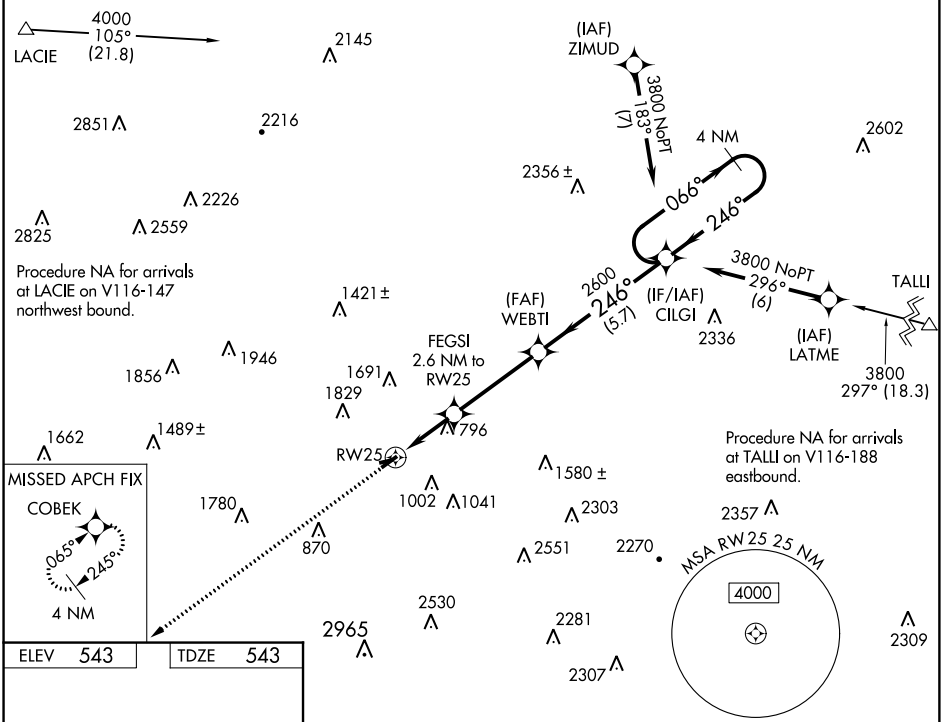 4000
105°
(21.8)
LACIE
2145
(IAF)
ZIMUD
3800 NoPT
183°
(7)
4 NM
2602
2851
2216
2356 ±
066°
246°
2226
2825
2559
Procedure NA for arrivals
at LACIE on V116-147
northwest bound.
3800 NoPT
296°
(6)
TALLI
2600
246°
(5.7)
(IF/IAF)
CILGI
1421 ±
(FAF)
WEBTI
2336
(IAF)
LATME
3800
297° (18.3)
FEGSI
2.6 NM to
RW25
1946
1856
1691
1829
796
1662
1489 ±
RW25
Procedure NA for arrivals
at TALLI on V116-188
eastbound.
1580 ±
MISSED APCH FIX
COBEK
065°
245°
4 NM
1780
870
1002
1041
2303
2357
2551
2270
MSA RW 25 25 NM
4000
2530
2965
2281
2307
2309
ELEV 543
TDZE 543